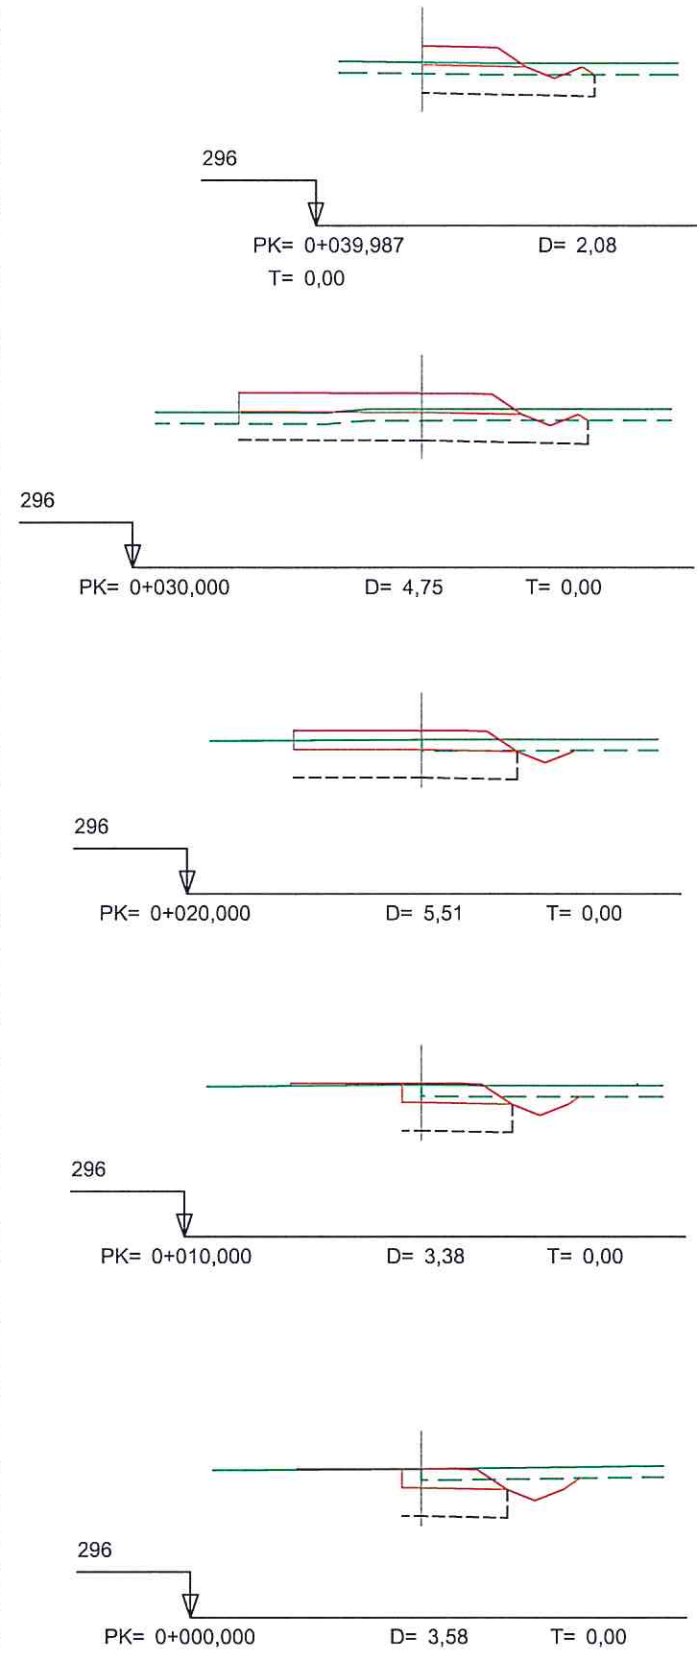 296
PK= 0+039,987 D= 2,08
T= 0,00
296
PK= 0+030,000 D= 4,75 T= 0,00
296
PK= 0+020,000 D= 5,51 T= 0,00
296
PK= 0+010,000 D= 3,38 T= 0,00
296
PK= 0+000,000 D= 3,58 T= 0,00